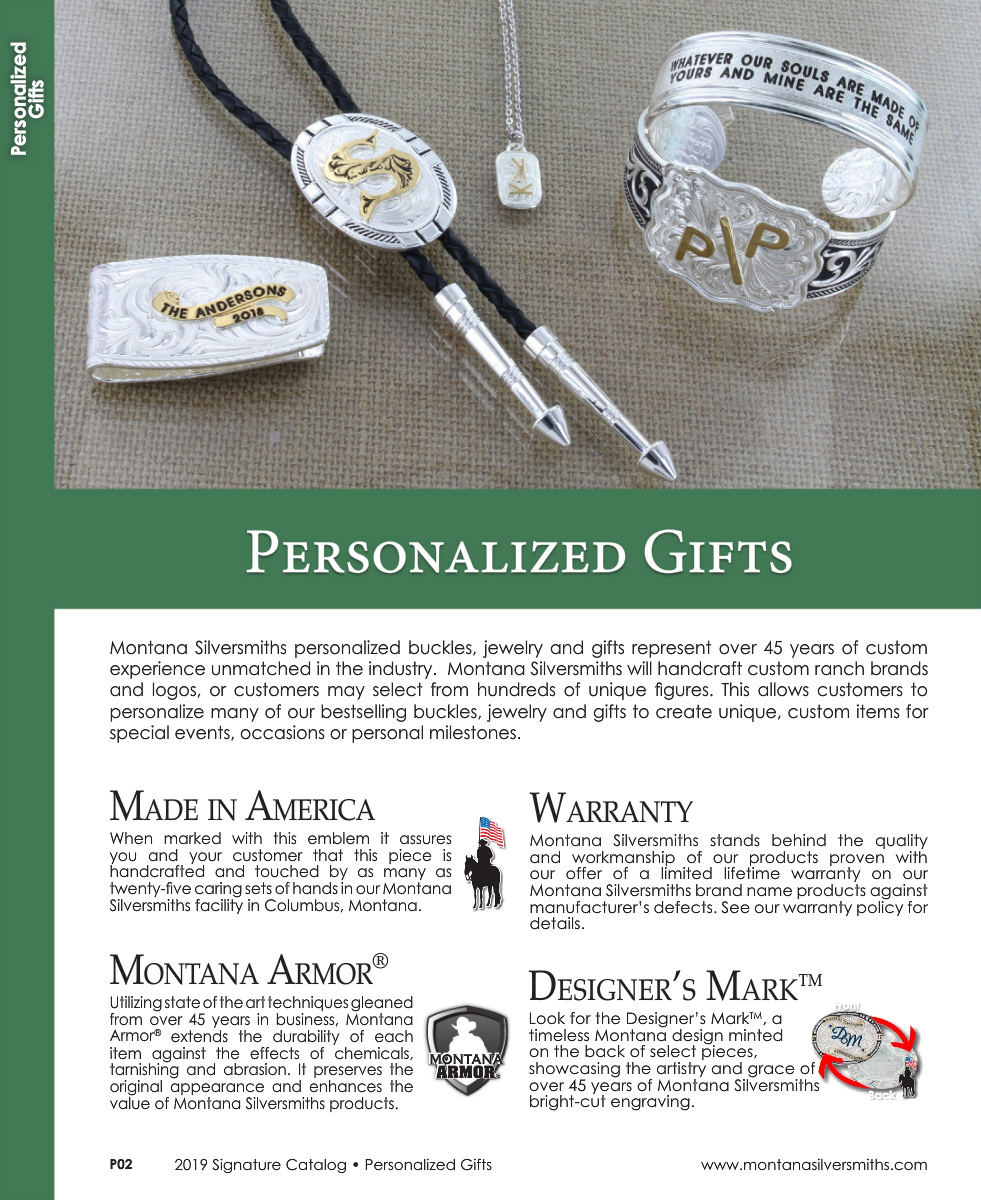 Personalized
Gifts
WHATEVER OUR SOULS ARE MADE OF
YOURS AND MINE ARE THE SAME
S
KK
P\P
THE ANDERSONS
2018
Personalized Gifts
Montana Silversmiths personalized buckles, jewelry and gifts represent over 45 years of custom
experience unmatched in the industry. Montana Silversmiths will handcraft custom ranch brands
and logos, or customers may select from hundreds of unique figures. This allows customers to
personalize many of our bestselling buckles, jewelry and gifts to create unique, custom items for
special events, occasions or personal milestones.
Made in America
When marked with this emblem it assures
you and your customer that this piece is
handcrafted and touched by as many as
twenty-five caring sets of hands in our Montana
Silversmiths facility in Columbus, Montana.
Warranty
Montana Silversmiths stands behind the quality
and workmanship of our products proven with
our offer of a limited lifetime warranty on our
Montana Silversmiths brand name products against
manufacturer's defects. See our warranty policy for
details.
Montana Armor®
Utilizing state of the art techniques gleaned
from over 45 years in business, Montana
Armor® extends the durability of each
item against the effects of chemicals,
tarnishing and abrasion. It preserves the
original appearance and enhances the
value of Montana Silversmiths products.
MONTANA
ARMOR
Designer's Mark™
Look for the Designer's Mark™, a
timeless Montana design minted
on the back of select pieces,
showcasing the artistry and grace of
over 45 years of Montana Silversmiths
bright-cut engraving.
Front
DM
Back
P02 2019 Signature Catalog • Personalized Gifts www.montanasilversmiths.com